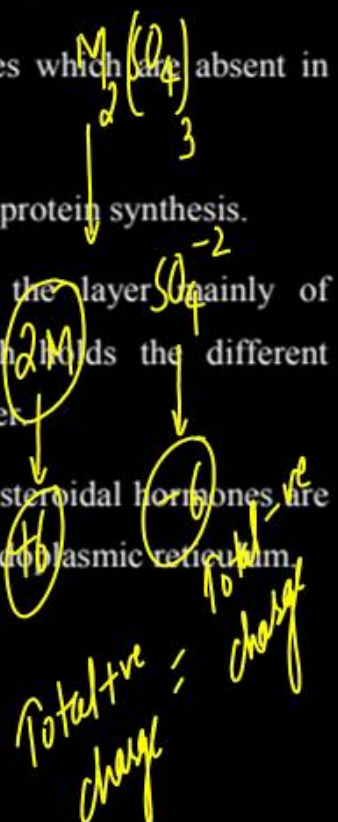 es which are absent in
M2(SO4)3
protein synthesis.
the layer mainly of
SO4-2
2M
holds the different
er
steroidal hormones are
+6
-6
doplasmic reticulum.
Total +ve charge = Total -ve charge